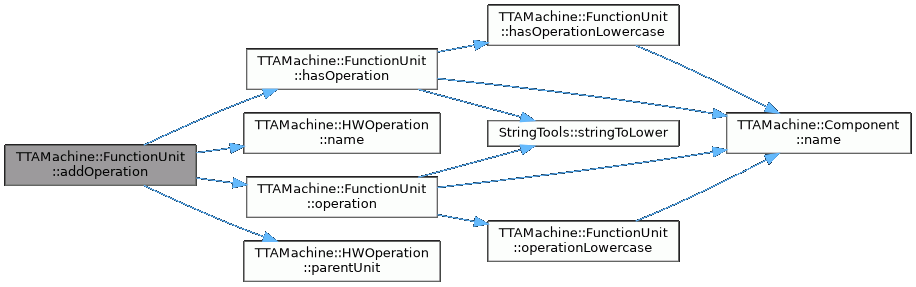 TTAMachine::FunctionUnit
::addOperation
TTAMachine::FunctionUnit
::hasOperation
TTAMachine::HWOperation
::name
TTAMachine::FunctionUnit
::operation
TTAMachine::HWOperation
::parentUnit
TTAMachine::FunctionUnit
::hasOperationLowercase
StringTools::stringToLower
TTAMachine::FunctionUnit
::operationLowercase
TTAMachine::Component
::name